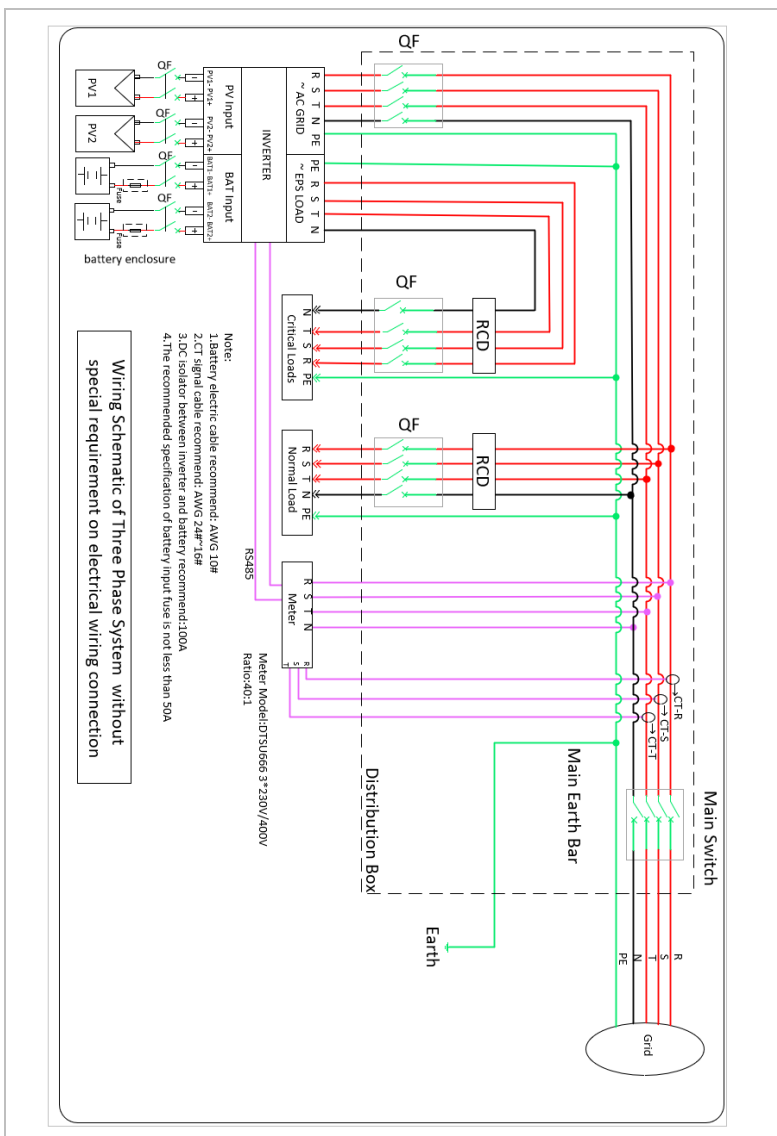 QF
Main Switch
PV1
QF
PV1- PV1+
- +
PV2
QF
PV2- PV2+
- +
PV Input
QF
BAT1- BAT1+
- +
Fuse
QF
BAT2- BAT2+
- +
Fuse
BAT Input
battery enclosure
INVERTER
R S T N PE
~ AC GRID
PE R S T N
~ EPS LOAD
QF
RCD
N T S R PE
Critical Loads
QF
RCD
R S T N PE
Normal Load
RS485
R S T N
Meter
R
S
T
Meter Model:DTSU666 3*230V/400V
Ratio:40:1
CT-R
CT-S
CT-T
Main Earth Bar
Distribution Box
Earth
R
S
T
N
PE
Grid
Note:
1.Battery electric cable recommend: AWG 10#
2.CT signal cable recommend: AWG 24#~16#
3.DC isolator between inverter and battery recommend:100A
4.The recommended specification of battery input fuse is not less than 50A
Wiring Schematic of Three Phase System without
special requirement on electrical wiring connection